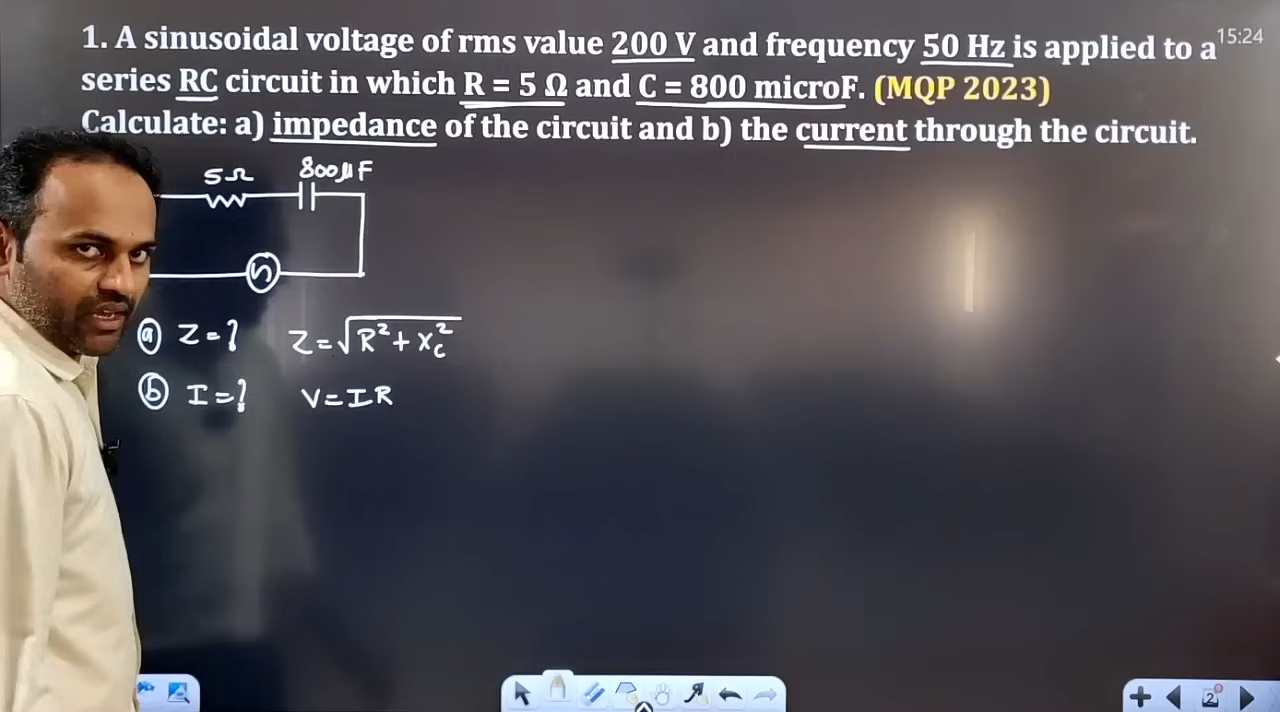 1. A sinusoidal voltage of rms value 200 V and frequency 50 Hz is applied to a
15:24
series RC circuit in which R = 5 Ω and C = 800 microF. (MQP 2023)
Calculate: a) impedance of the circuit and b) the current through the circuit.
5Ω 800μF
(a) Z=? Z=√R²+X_C²
(b) I=? V=IR
2